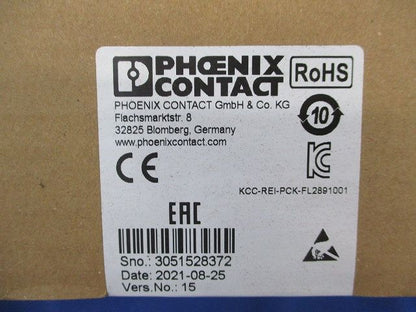 PHOENIX
CONTACT
RoHS
PHOENIX CONTACT GmbH & Co. KG
Flachsmarktstr. 8
32825 Blomberg, Germany
www.phoenixcontact.com
10
CE
KC
KCC-REI-PCK-FL2891001
EAC
Sno.: 3051528372
Date: 2021-08-25
Vers.No.: 15